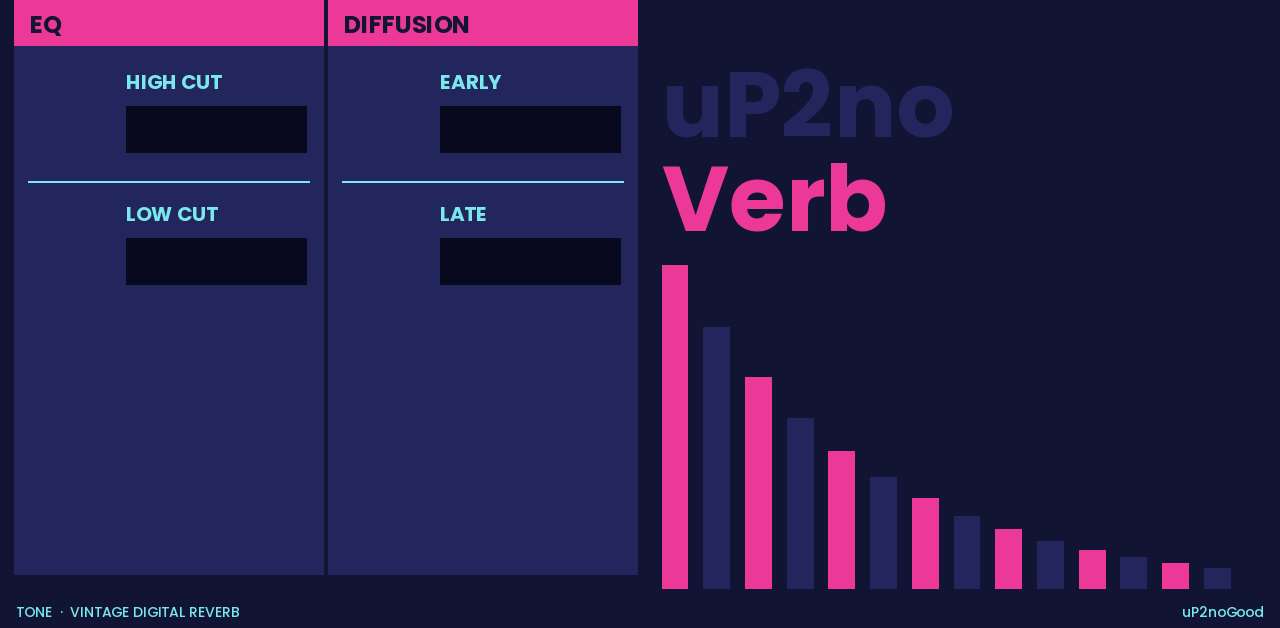 EQ
HIGH CUT
LOW CUT
DIFFUSION
EARLY
LATE
uP2no
Verb
TONE · VINTAGE DIGITAL REVERB
uP2noGood